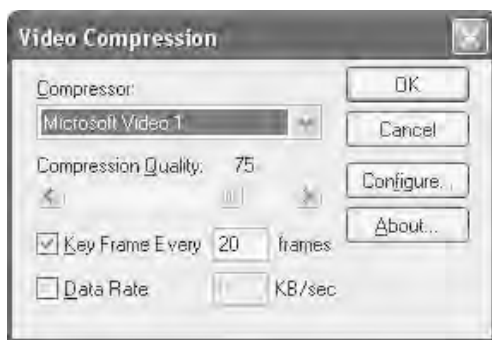 Video Compression
Compressor:
Microsoft Video 1
Compression Quality: 75
Key Frame Every 20 frames
Data Rate KB/sec
OK
Cancel
Configure...
About...